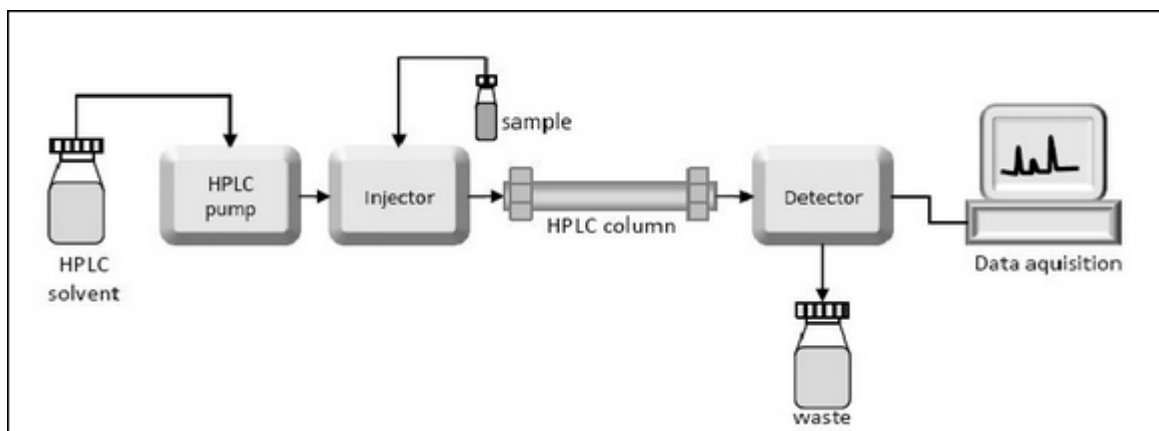 HPLC
solvent
HPLC
pump
Injector
sample
HPLC column
Detector
waste
Data aquisition